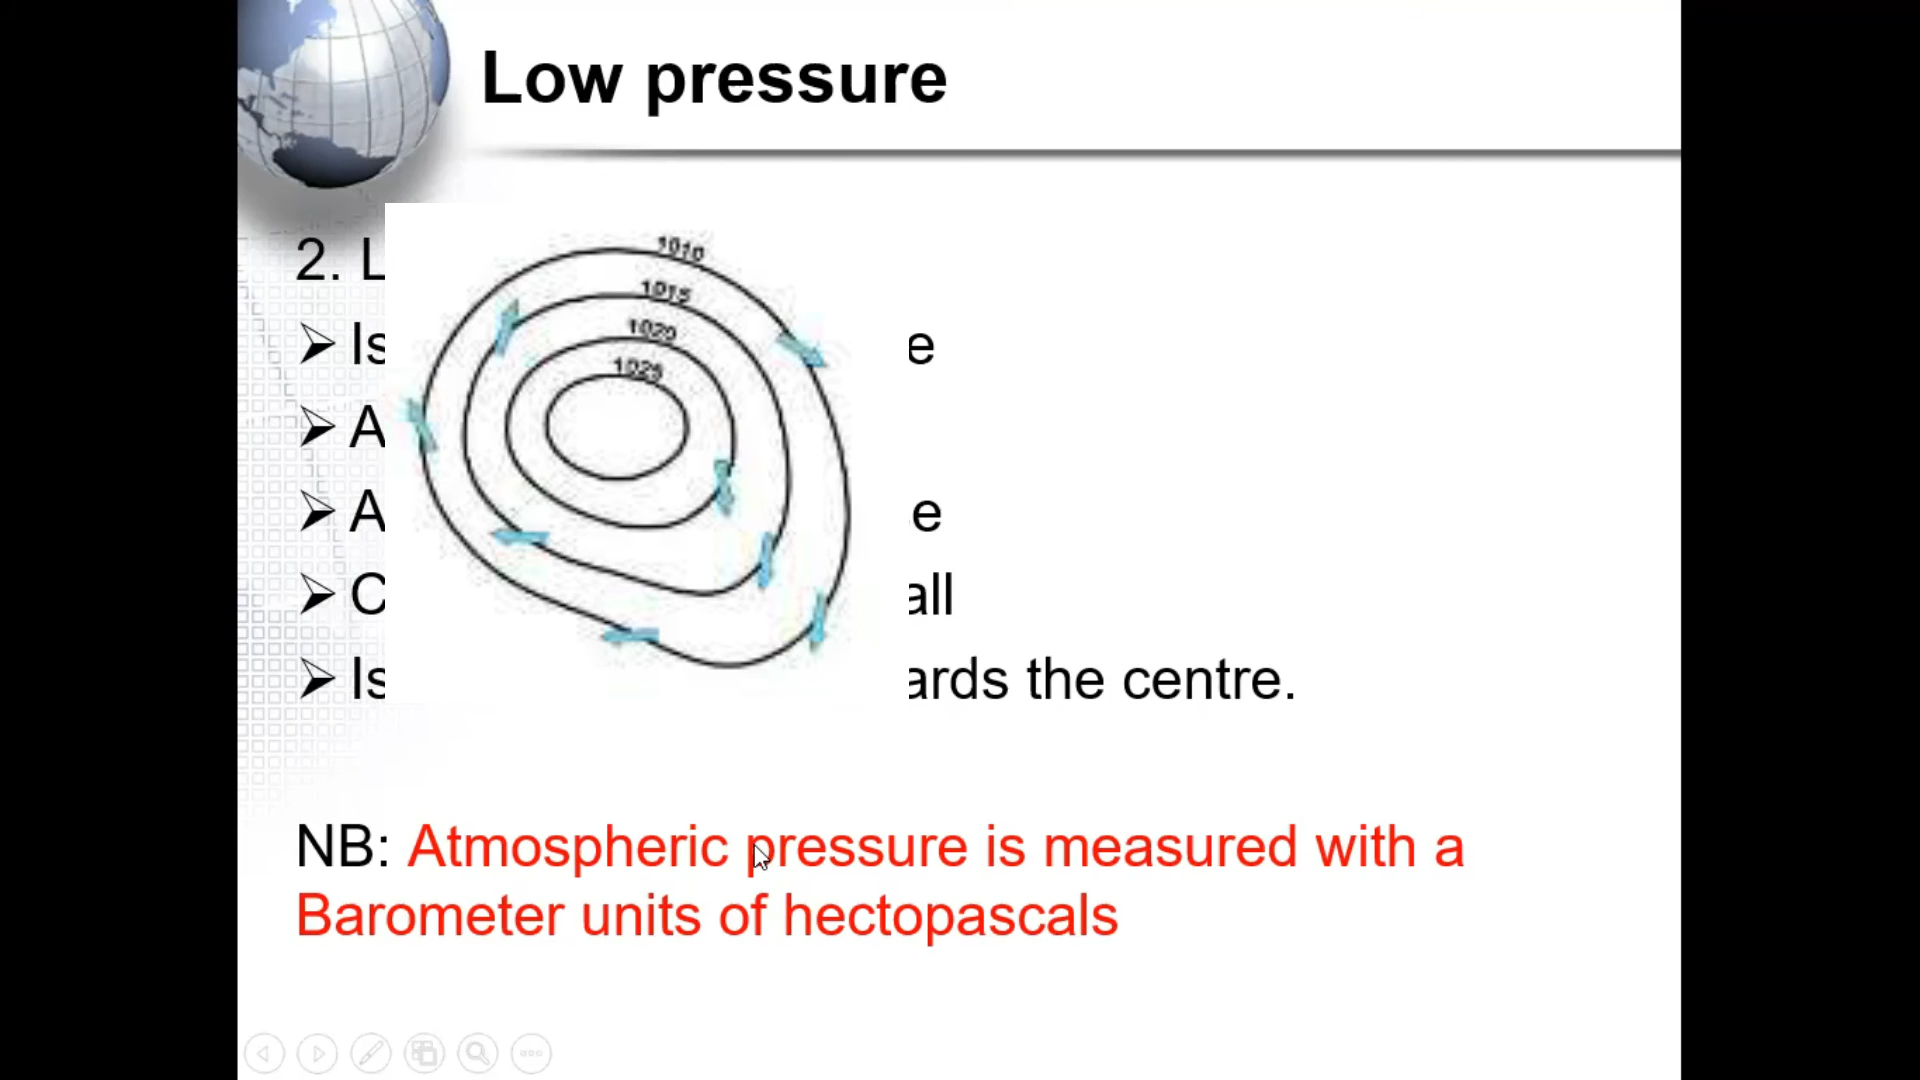 Low pressure
2. L
1010
1015
1020
1025
Is e
A
A e
C all
Is ards the centre.
NB: Atmospheric pressure is measured with a
Barometer units of hectopascals